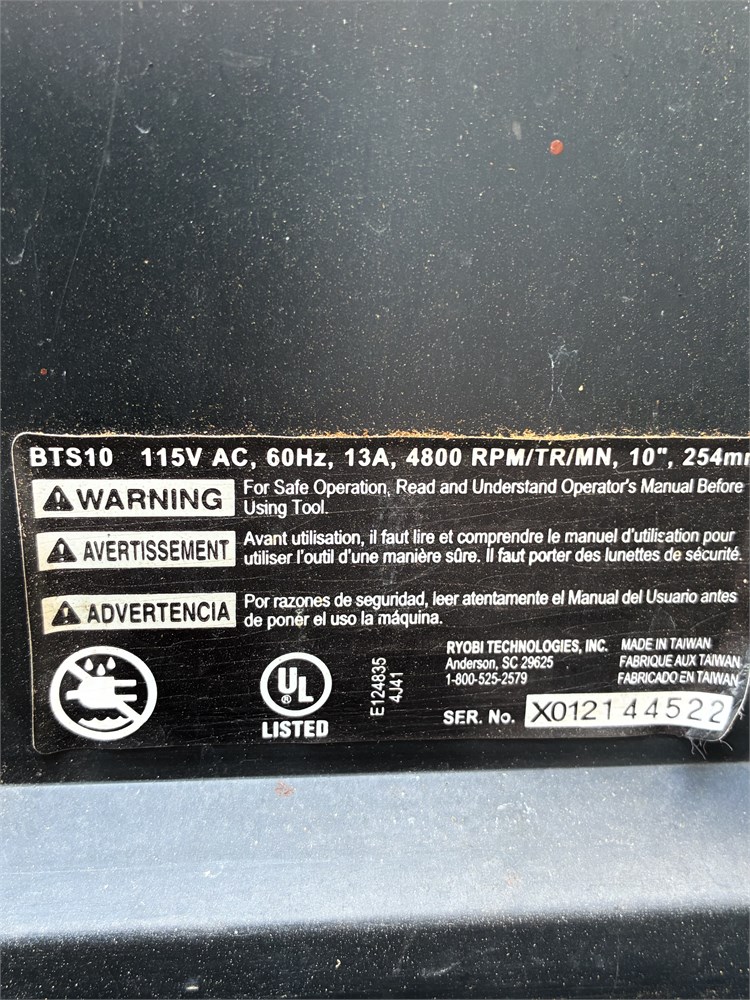 BTS10 115V AC, 60Hz, 13A, 4800 RPM/TR/MN, 10", 254mm
WARNING
For Safe Operation, Read and Understand Operator's Manual Before
Using Tool.
AVERTISSEMENT
Avant utilisation, il faut lire et comprendre le manuel d'utilisation pour
utiliser l'outil d'une manière sûre. Il faut porter des lunettes de sécurité.
ADVERTENCIA
Por razones de seguridad, leer atentamente el Manual del Usuario antes
de poner el uso la máquina.
UL
LISTED
E124835
4J41
RYOBI TECHNOLOGIES, INC.
Anderson, SC 29625
1-800-525-2579
MADE IN TAIWAN
FABRIQUE AUX TAIWAN
FABRICADO EN TAIWAN
SER. No. X012144522